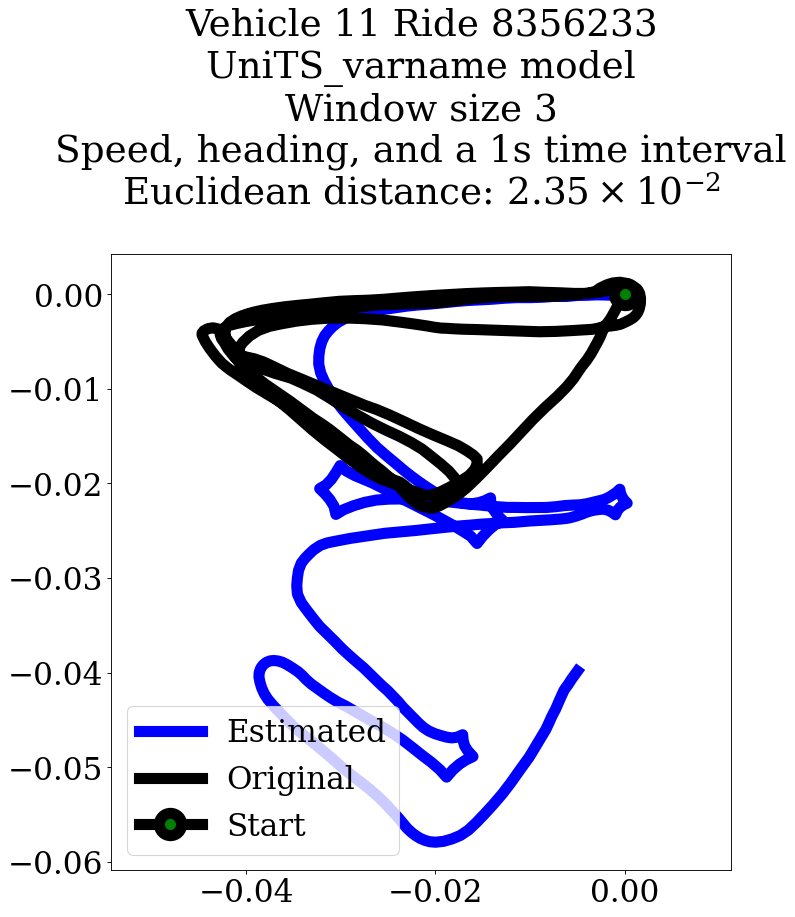 Vehicle 11 Ride 8356233
UniTS_varname model
Window size 3
Speed, heading, and a 1s time interval
Euclidean distance: 2.35 × 10⁻²
0.00
−0.01
−0.02
−0.03
−0.04
−0.05
−0.06
Estimated
Original
Start
−0.04
−0.02
0.00